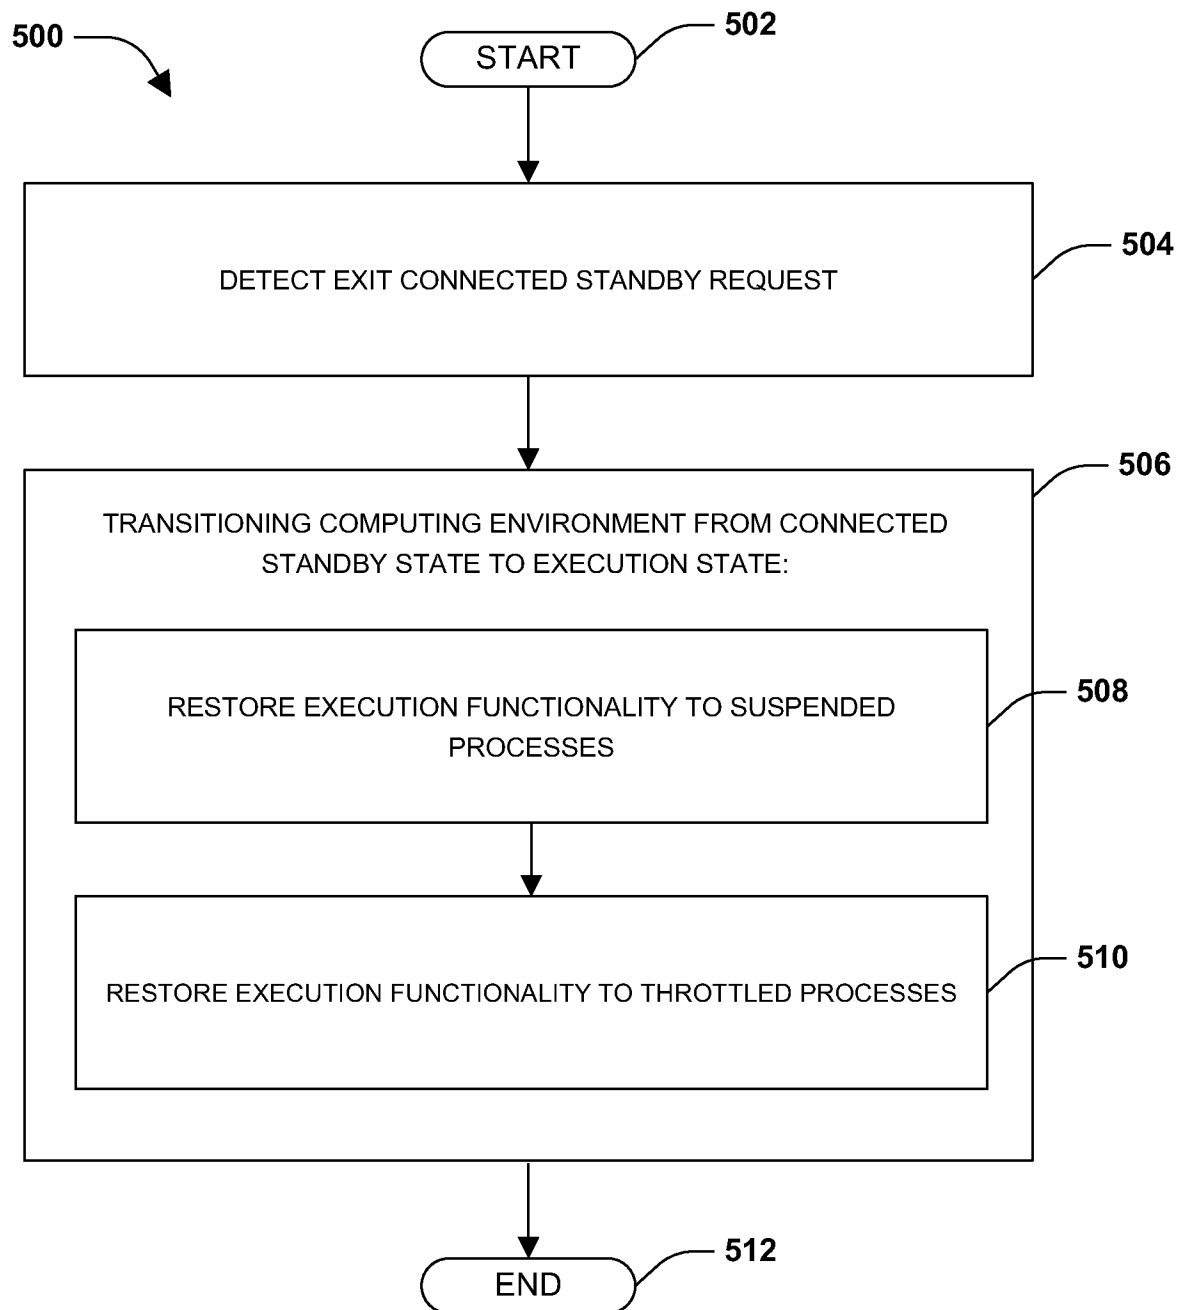 500
START
502
DETECT EXIT CONNECTED STANDBY REQUEST
504
506
TRANSITIONING COMPUTING ENVIRONMENT FROM CONNECTED
STANDBY STATE TO EXECUTION STATE:
RESTORE EXECUTION FUNCTIONALITY TO SUSPENDED
PROCESSES
508
RESTORE EXECUTION FUNCTIONALITY TO THROTTLED PROCESSES
510
END
512